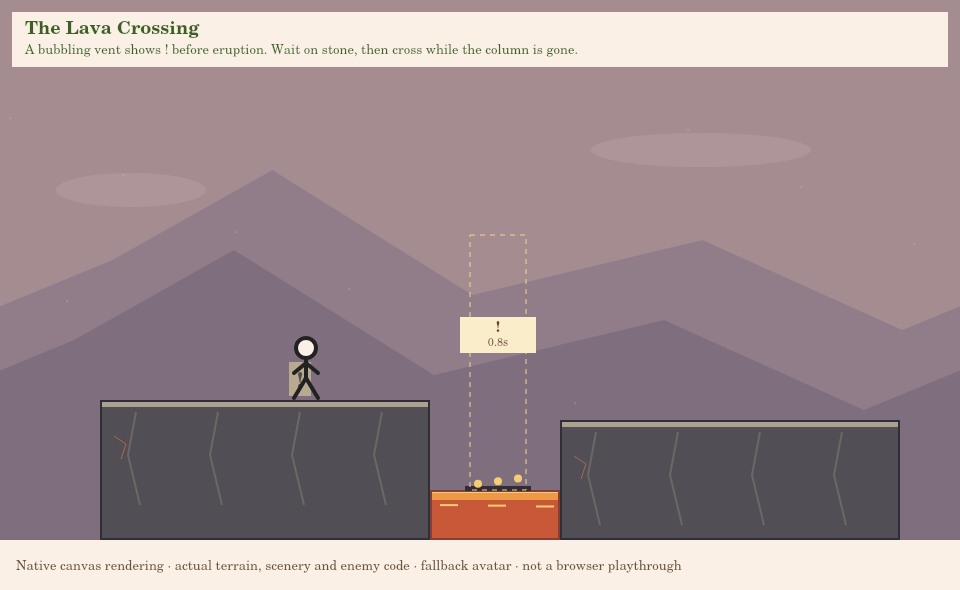 The Lava Crossing
A bubbling vent shows ! before eruption. Wait on stone, then cross while the column is gone.
!
0.8s
Native canvas rendering · actual terrain, scenery and enemy code · fallback avatar · not a browser playthrough